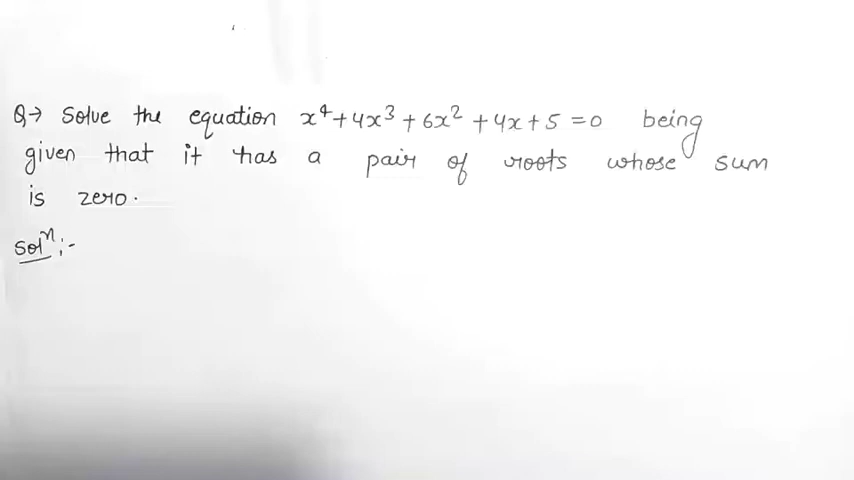 Q→ Solve the equation x⁴+4x³+6x²+4x+5=0 being
given that it has a pair of roots whose sum
is zero.
Solⁿ:-